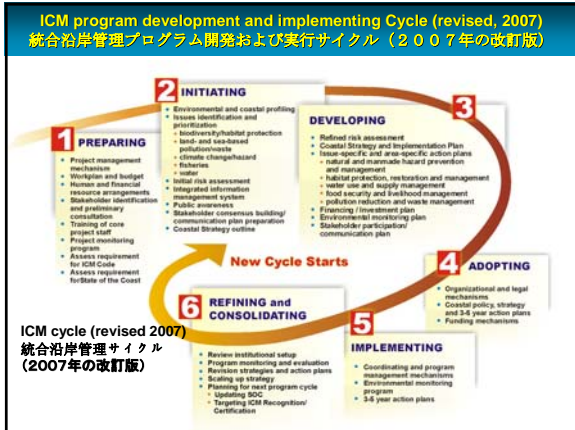 ICM program development and implementing Cycle (revised, 2007)
統合沿岸管理プログラム開発および実行サイクル（２００７年の改訂版）
1 PREPARING
• Project management
mechanism
• Workplan and budget
• Human and financial
resource arrangements
• Stakeholder identification
and preliminary
consultation
• Training of core
project staff
• Project monitoring
program
• Assess requirement
for ICM Code
• Assess requirement
forState of the Coast
2 INITIATING
• Environmental and coastal profiling
• Issues identification and
prioritization
• biodiversity/habitat protection
• land- and sea-based
pollution/waste
• climate change/hazard
• fisheries
• water
• Initial risk assessment
• Integrated information
management system
• Public awareness
• Stakeholder consensus building/
communication plan preparation
• Coastal Strategy outline
3
DEVELOPING
• Refined risk assessment
• Coastal Strategy and Implementation Plan
• Issue-specific and area-specific action plans
• natural and manmade hazard prevention
and management
• habitat protection, restoration and management
• water use and supply management
• food security and livelihood management
• pollution reduction and waste management
• Financing / Investment plan
• Environmental monitoring plan
• Stakeholder participation/
communication plan
4 ADOPTING
• Organizational and legal
mechanisms
• Coastal policy, strategy
and 3-6 year action plans
• Funding mechanisms
5
IMPLEMENTING
• Coordinating and program
management mechanisms
• Environmental monitoring
program
• 3-6 year action plans
6 REFINING and
CONSOLIDATING
• Review institutional setup
• Program monitoring and evaluation
• Revision strategies and action plans
• Scaling up strategy
• Planning for next program cycle
• Updating SOC
• Targeting ICM Recognition/
Certification
New Cycle Starts
ICM cycle (revised 2007)
統合沿岸管理サイクル
(2007年の改訂版)